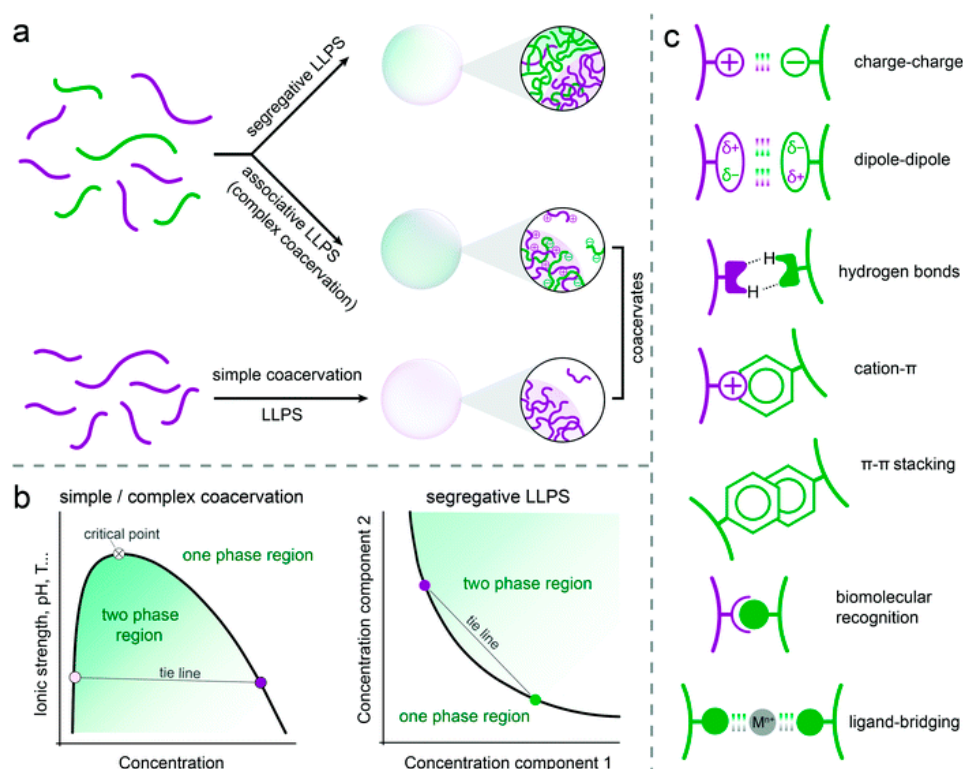 a
segregative LLPS
associative LLPS
(complex coacervation)
coacervates
simple coacervation
LLPS
b
simple / complex coacervation
critical point
one phase region
two phase
region
tie line
Ionic strength, pH, T...
Concentration
segregative LLPS
two phase region
tie line
one phase region
Concentration component 2
Concentration component 1
c
+
−
charge-charge
δ+
δ−
δ−
δ+
dipole-dipole
H
H
hydrogen bonds
+
cation-π
π-π stacking
biomolecular
recognition
Mⁿ⁺
ligand-bridging